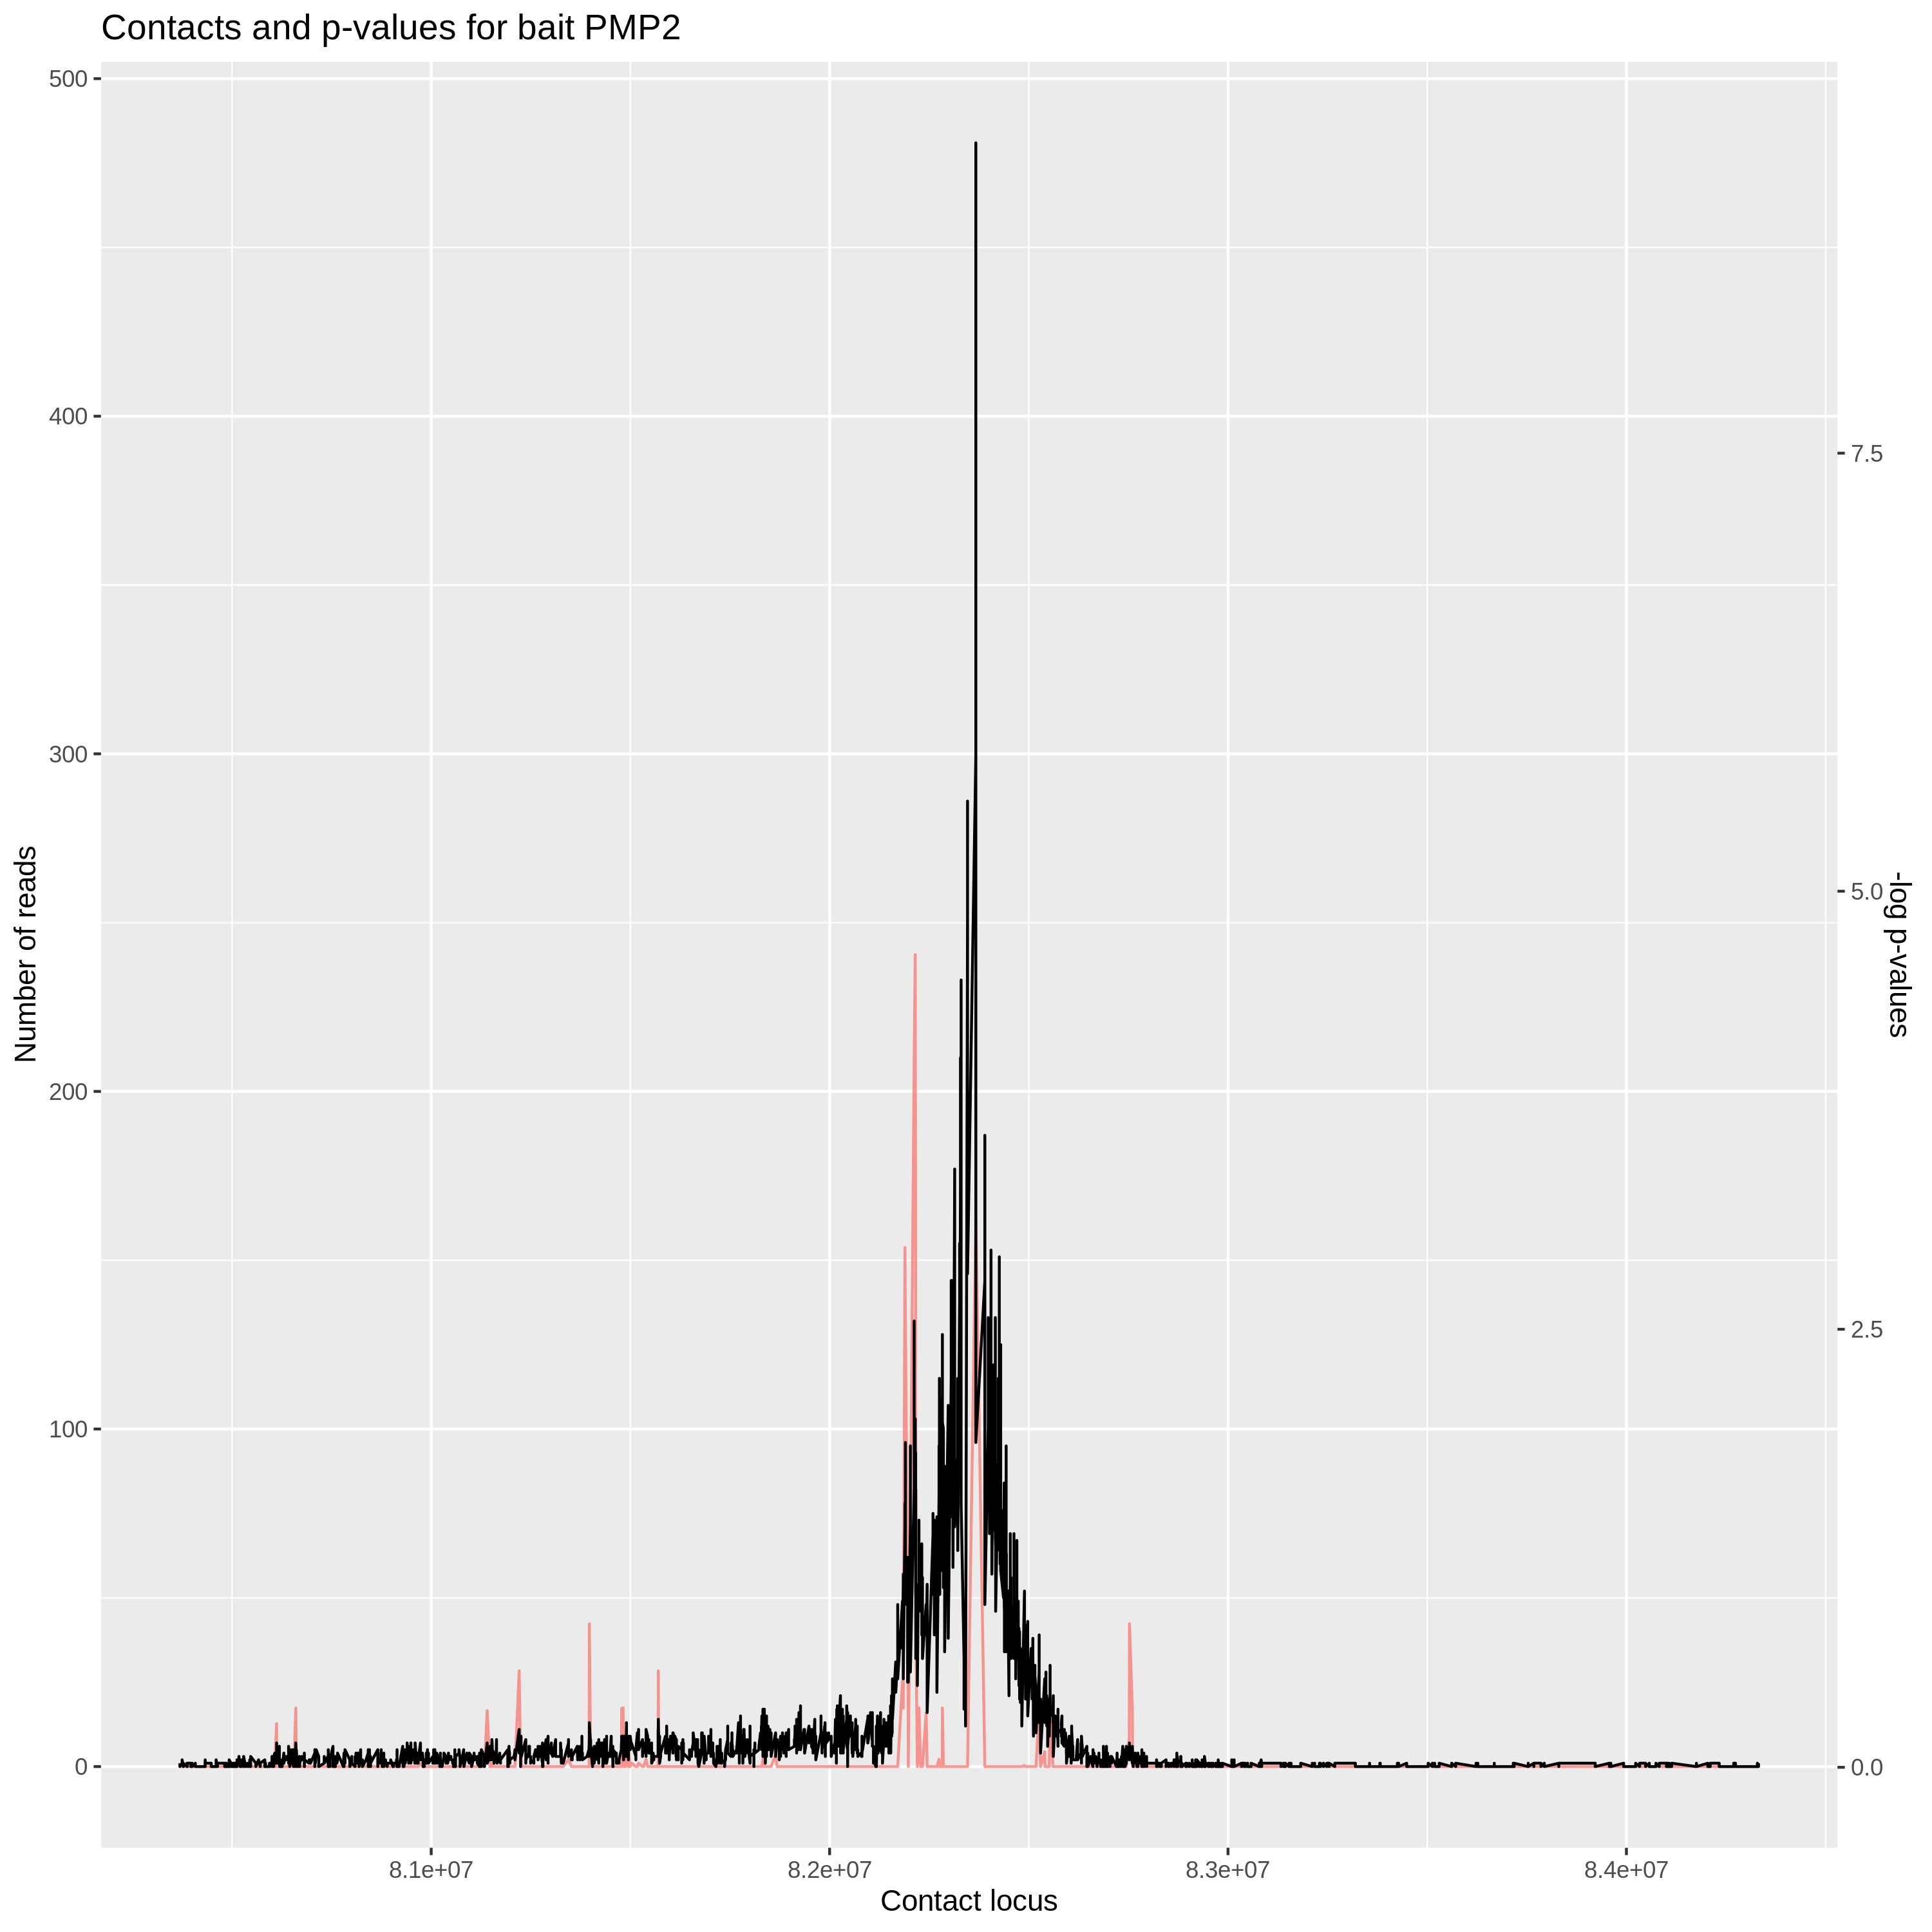 Contacts and p-values for bait PMP2
500
400
300
200
100
0
Number of reads
7.5
5.0
2.5
0.0
-log p-values
8.1e+07 8.2e+07 8.3e+07 8.4e+07
Contact locus